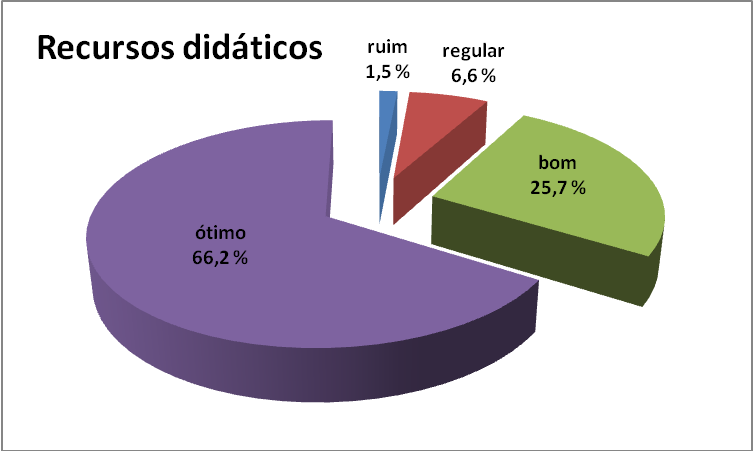 Recursos didáticos
ruim
1,5 %
regular
6,6 %
bom
25,7 %
ótimo
66,2 %